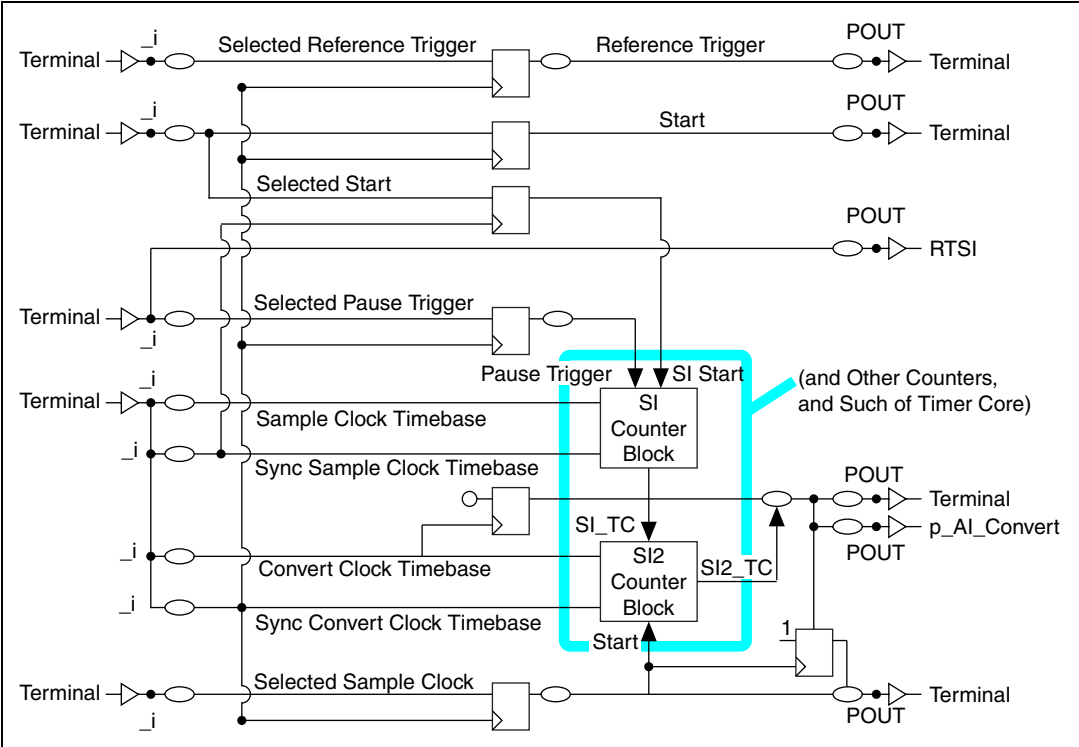 _i
Selected Reference Trigger
Reference Trigger
POUT
Terminal
Terminal
_i
Start
POUT
Terminal
Terminal
Selected Start
POUT
RTSI
Selected Pause Trigger
Terminal
_i
Pause Trigger
SI Start
(and Other Counters,
and Such of Timer Core)
_i
Terminal
SI
Counter
Block
Sample Clock Timebase
_i
Sync Sample Clock Timebase
POUT
Terminal
SI_TC
p_AI_Convert
POUT
_i
SI2
Counter
Block
Convert Clock Timebase
SI2_TC
_i
Sync Convert Clock Timebase
Start
1
Selected Sample Clock
Terminal
_i
Terminal
POUT